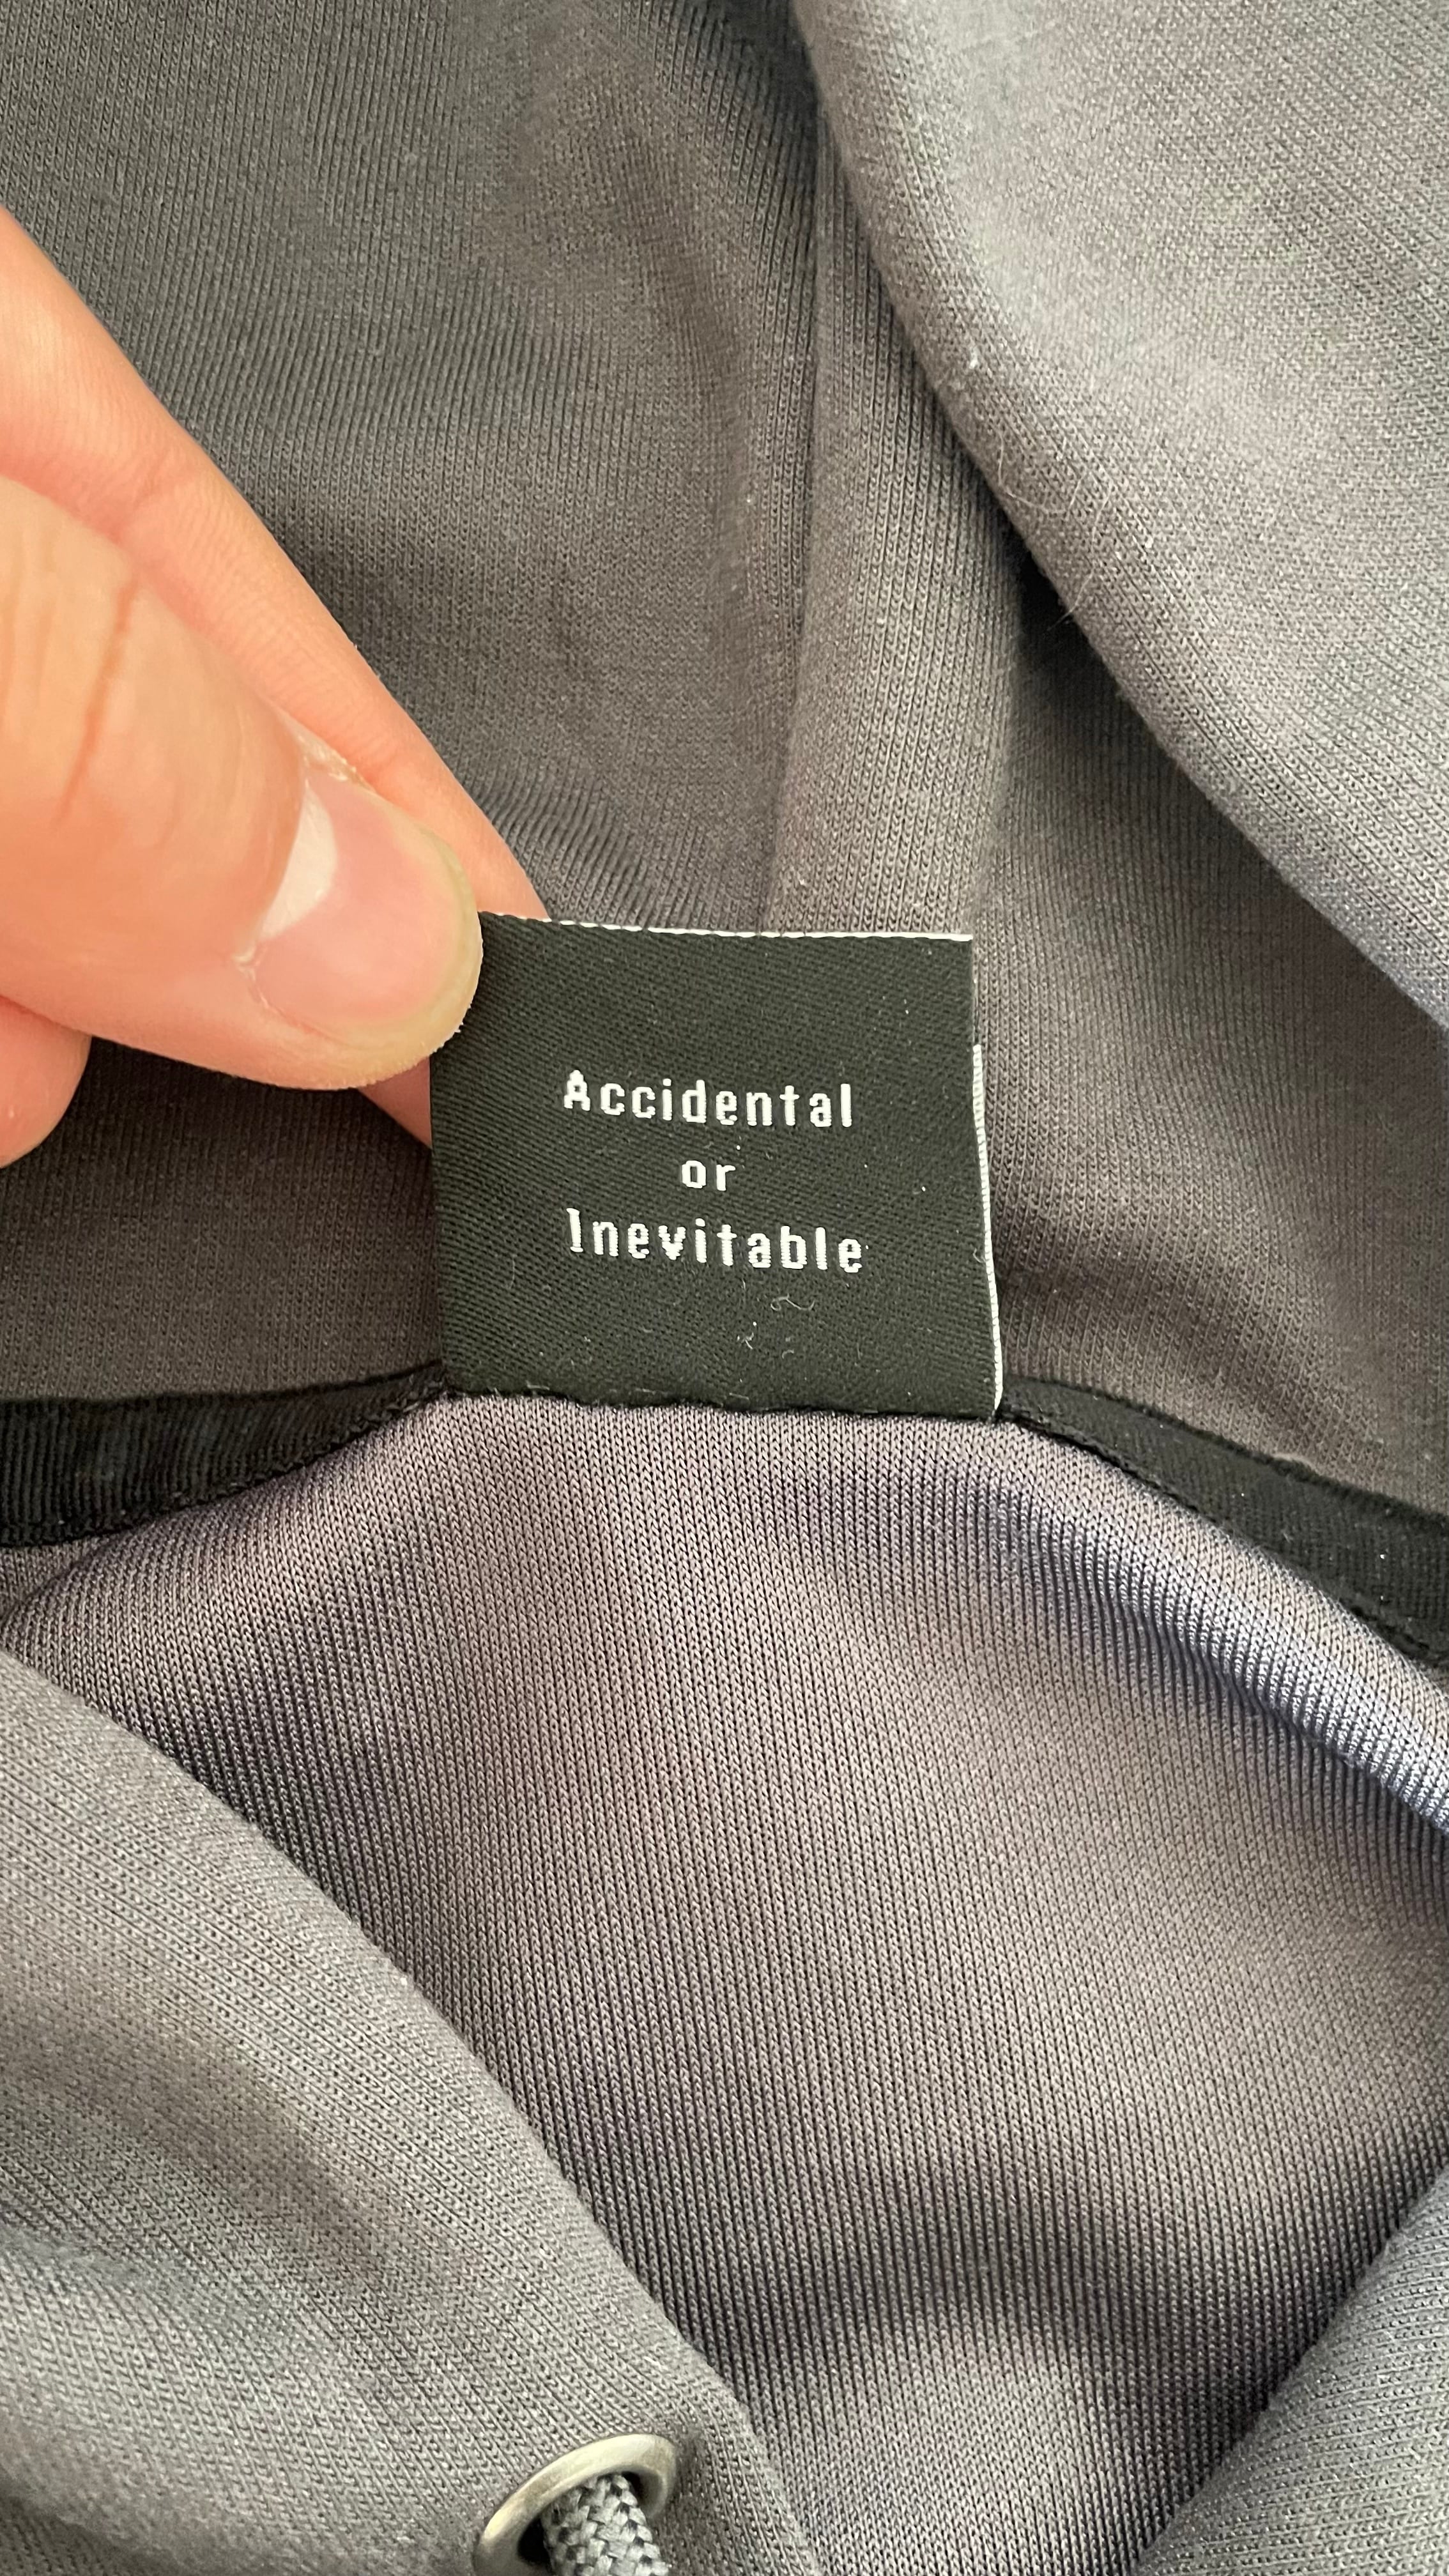 Accidental
or
Inevitable